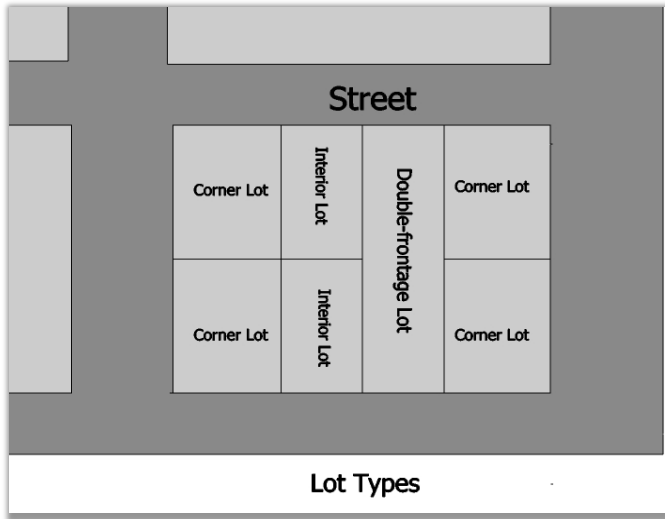 Street
Corner Lot
Interior Lot
Double-frontage Lot
Corner Lot
Corner Lot
Interior Lot
Corner Lot
Lot Types